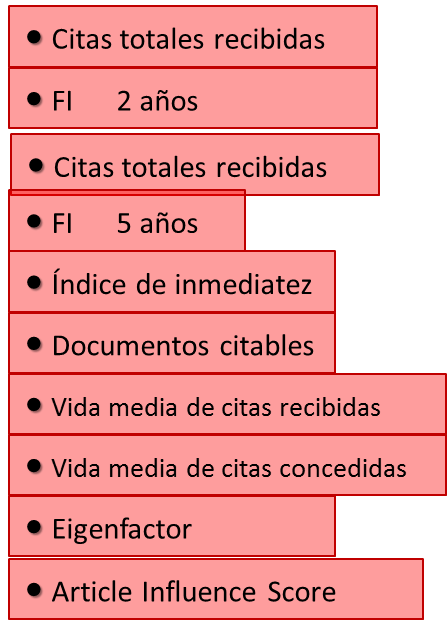 • Citas totales recibidas
• FI 2 años
• Citas totales recibidas
• FI 5 años
• Índice de inmediatez
• Documentos citables
• Vida media de citas recibidas
• Vida media de citas concedidas
• Eigenfactor
• Article Influence Score